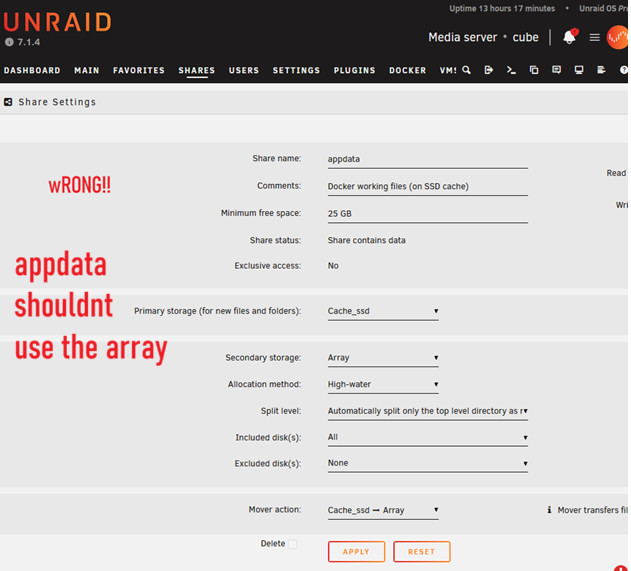 Uptime 13 hours 17 minutes • Unraid OS Pr
UNRAID
7.1.4
Media server • cube
DASHBOARD MAIN FAVORITES SHARES USERS SETTINGS PLUGINS DOCKER VMS
Share Settings
Share name: appdata
Read
wRONG!!
Comments: Docker working files (on SSD cache)
Wri
Minimum free space: 25 GB
Share status: Share contains data
Exclusive access: No
appdata
shouldnt
use the array
Primary storage (for new files and folders): Cache_ssd
Secondary storage: Array
Allocation method: High-water
Split level: Automatically split only the top level directory as r
Included disk(s): All
Excluded disk(s): None
Mover action: Cache_ssd → Array
Mover transfers fil
Delete
APPLY RESET